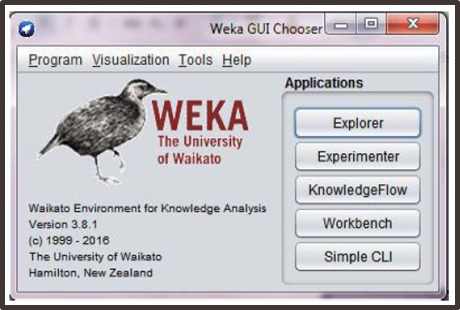 Weka GUI Chooser
Program Visualization Tools Help
Applications
WEKA
The University
of Waikato
Explorer
Experimenter
KnowledgeFlow
Workbench
Simple CLI
Waikato Environment for Knowledge Analysis
Version 3.8.1
(c) 1999 - 2016
The University of Waikato
Hamilton, New Zealand